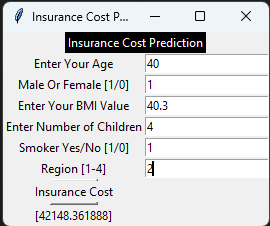 Insurance Cost P...
Insurance Cost Prediction
Enter Your Age 40
Male Or Female [1/0] 1
Enter Your BMI Value 40.3
Enter Number of Children 4
Smoker Yes/No [1/0] 1
Region [1-4] 2
Insurance Cost
[42148.361888]